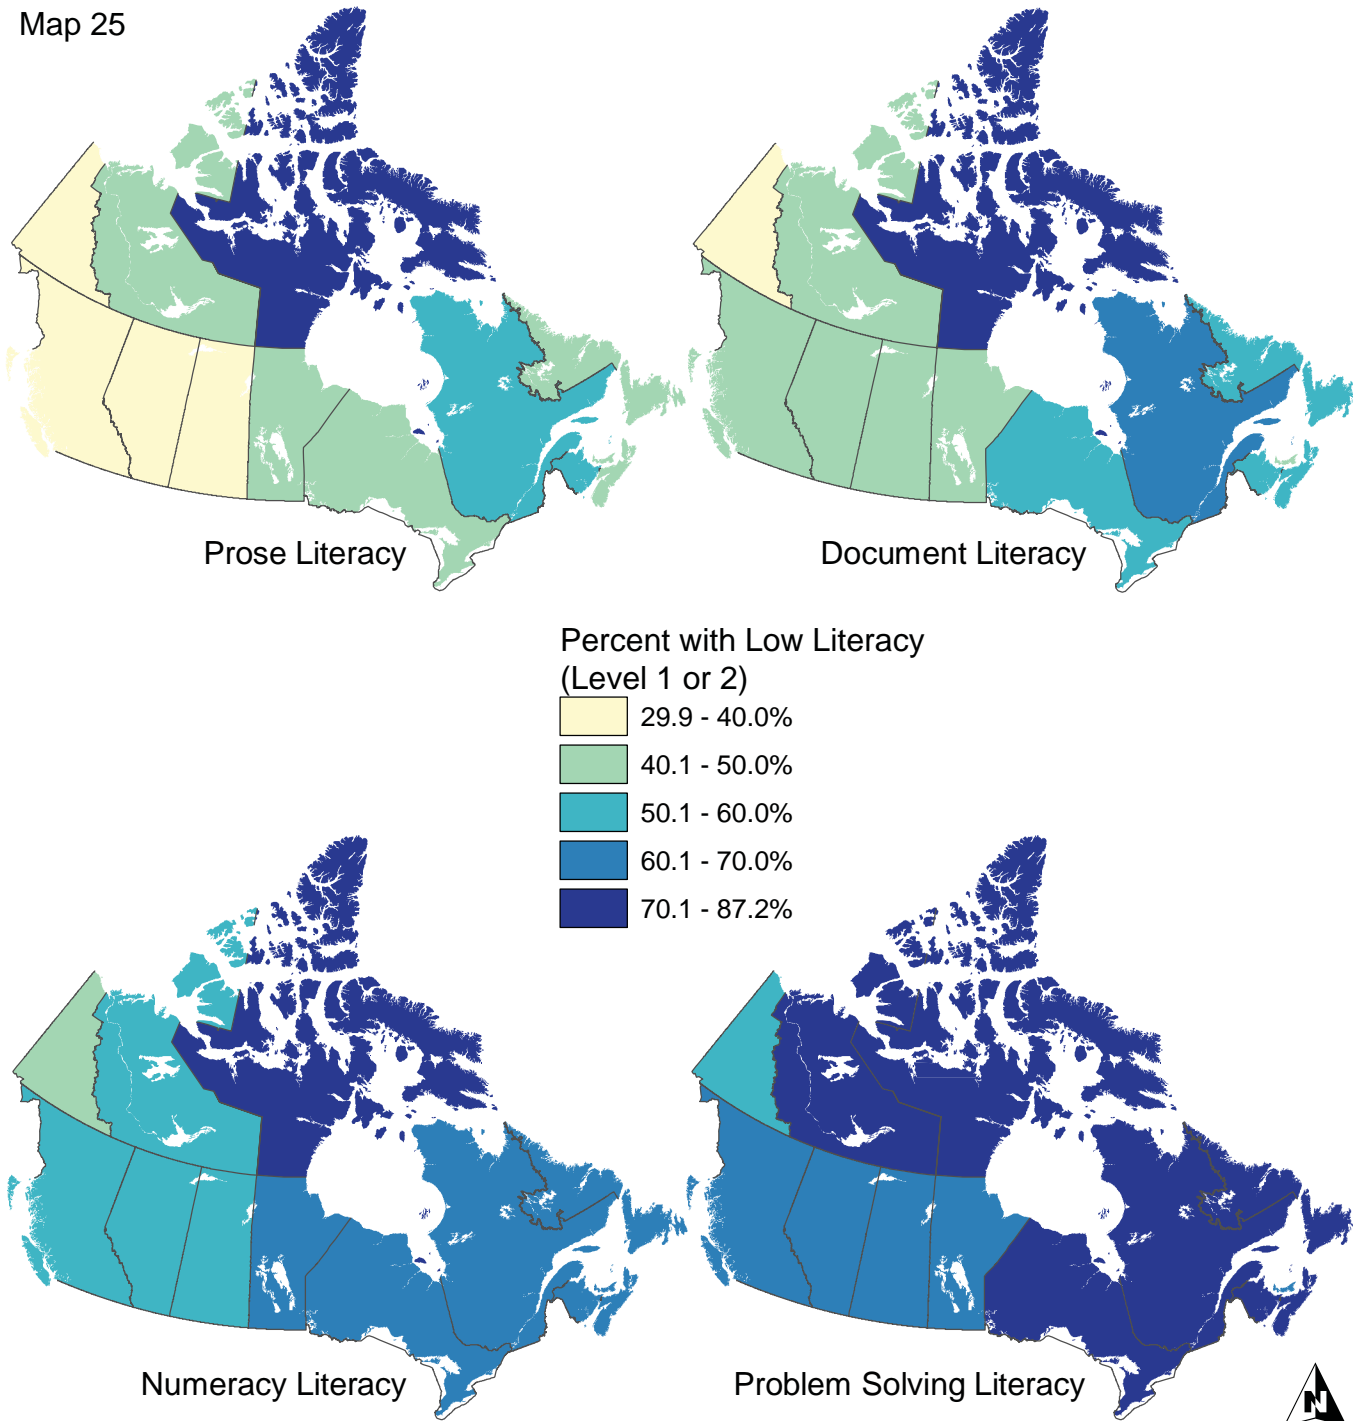 Map 25
Prose Literacy
Document Literacy
Percent with Low Literacy
(Level 1 or 2)
29.9 - 40.0%
40.1 - 50.0%
50.1 - 60.0%
60.1 - 70.0%
70.1 - 87.2%
Numeracy Literacy
Problem Solving Literacy
N